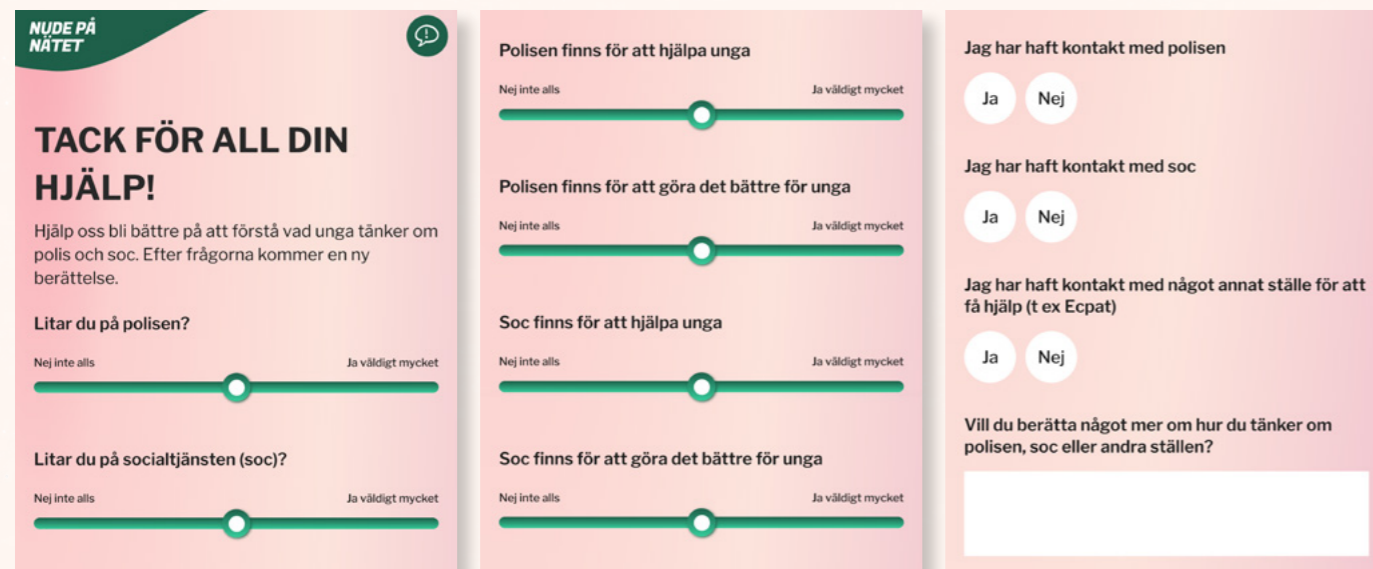 NUDE PÅ
NÄTET
TACK FÖR ALL DIN
HJÄLP!
Hjälp oss bli bättre på att förstå vad unga tänker om
polis och soc. Efter frågorna kommer en ny
berättelse.
Litar du på polisen?
Nej inte alls
Ja väldigt mycket
Litar du på socialtjänsten (soc)?
Nej inte alls
Ja väldigt mycket
Polisen finns för att hjälpa unga
Nej inte alls
Ja väldigt mycket
Polisen finns för att göra det bättre för unga
Nej inte alls
Ja väldigt mycket
Soc finns för att hjälpa unga
Nej inte alls
Ja väldigt mycket
Soc finns för att göra det bättre för unga
Nej inte alls
Ja väldigt mycket
Jag har haft kontakt med polisen
Ja
Nej
Jag har haft kontakt med soc
Ja
Nej
Jag har haft kontakt med något annat ställe för att
få hjälp (t ex Ecpat)
Ja
Nej
Vill du berätta något mer om hur du tänker om
polisen, soc eller andra ställen?